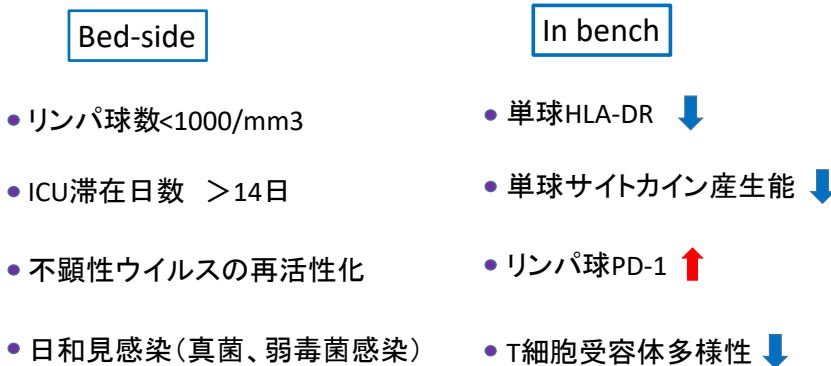 Bed-side
In bench
• リンパ球数<1000/mm3
• 単球HLA-DR ⬇
• ICU滞在日数 ＞14日
• 単球サイトカイン産生能 ⬇
• 不顕性ウイルスの再活性化
• リンパ球PD-1 ⬆
• 日和見感染（真菌、弱毒菌感染）
• T細胞受容体多様性 ⬇